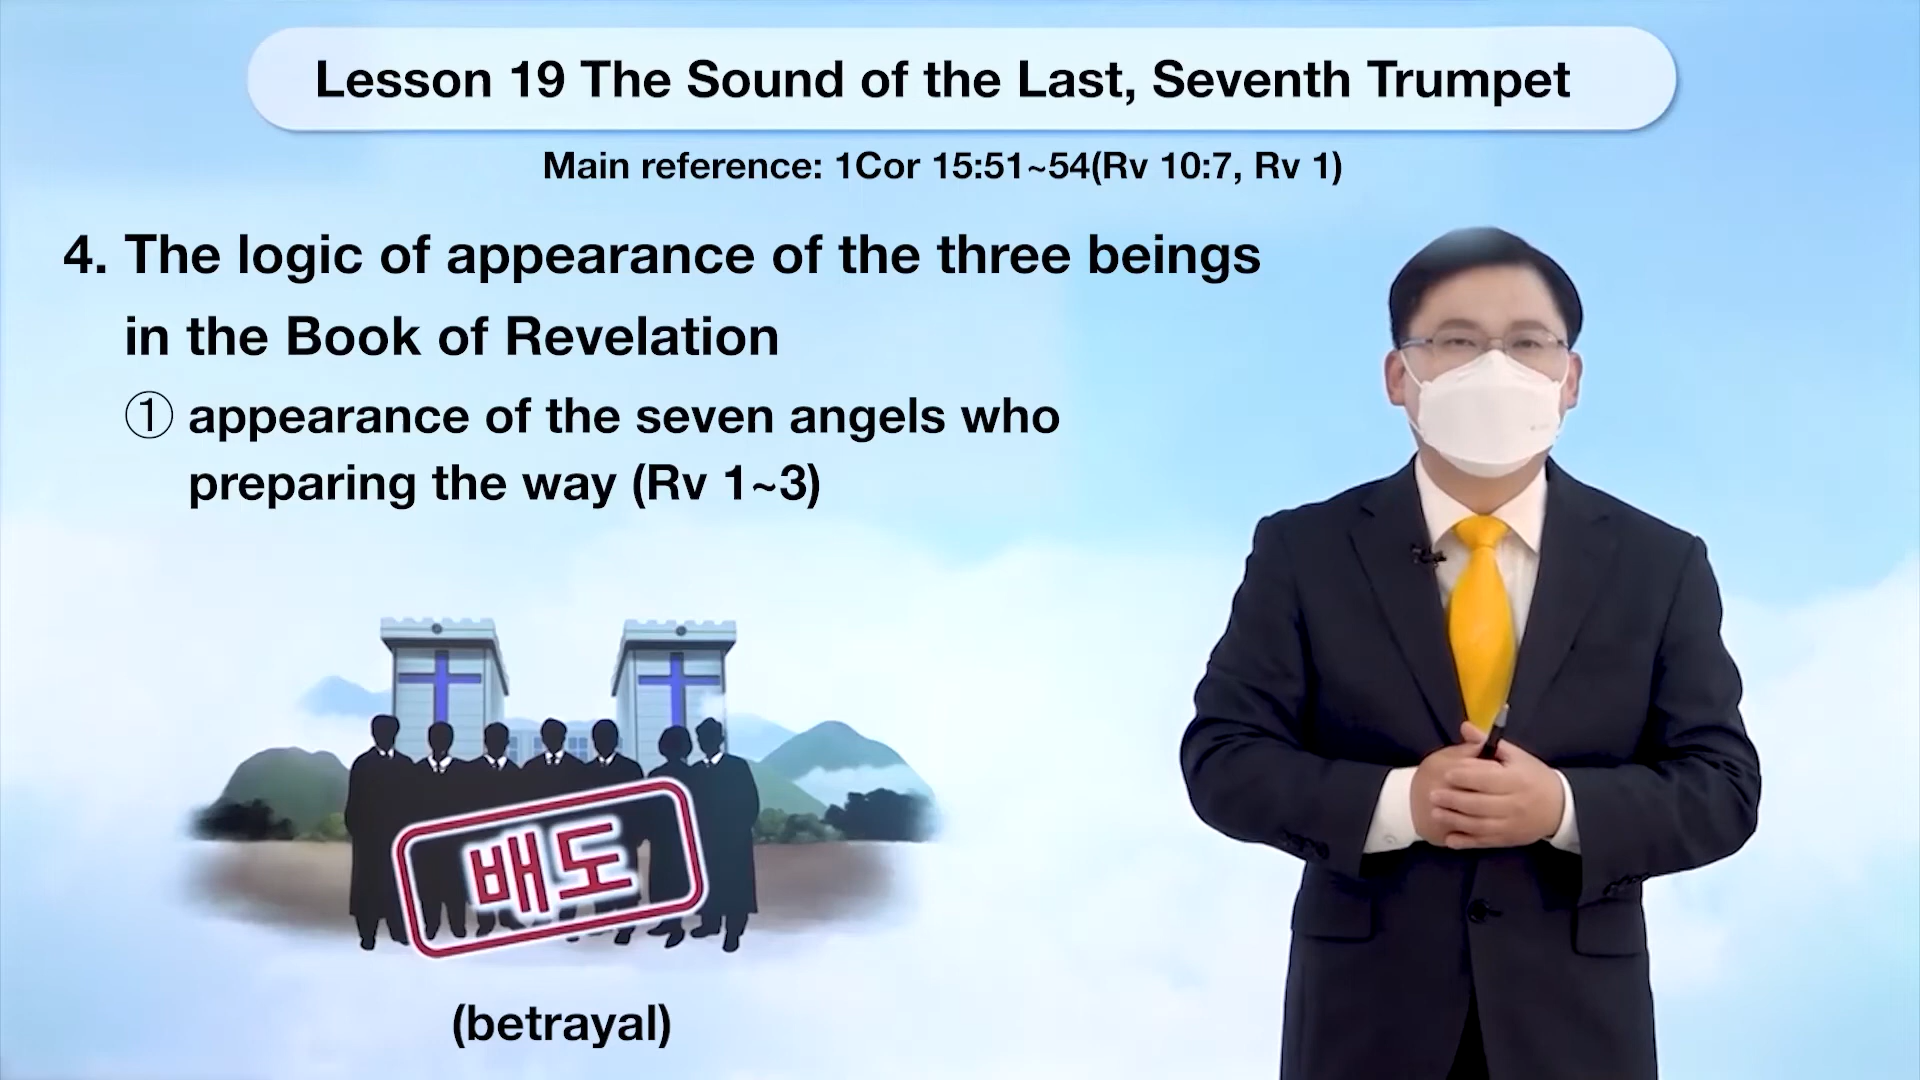 Lesson 19 The Sound of the Last, Seventh Trumpet
Main reference: 1Cor 15:51~54(Rv 10:7, Rv 1)
4. The logic of appearance of the three beings
in the Book of Revelation
① appearance of the seven angels who
preparing the way (Rv 1~3)
배도
(betrayal)